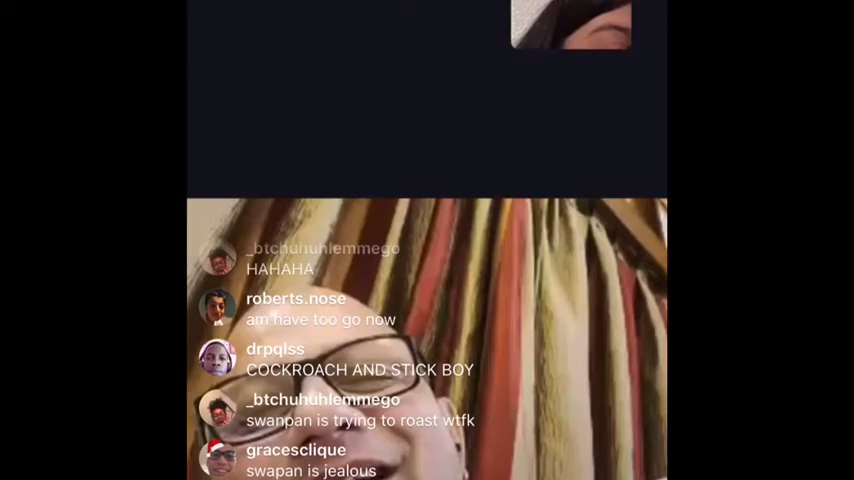 _btchuhuhlemmego
HAHAHA
roberts.nose
am have too go now
drpqlss
COCKROACH AND STICK BOY
_btchuhuhlemmego
swanpan is trying to roast wtfk
gracesclique
swapan is jealous